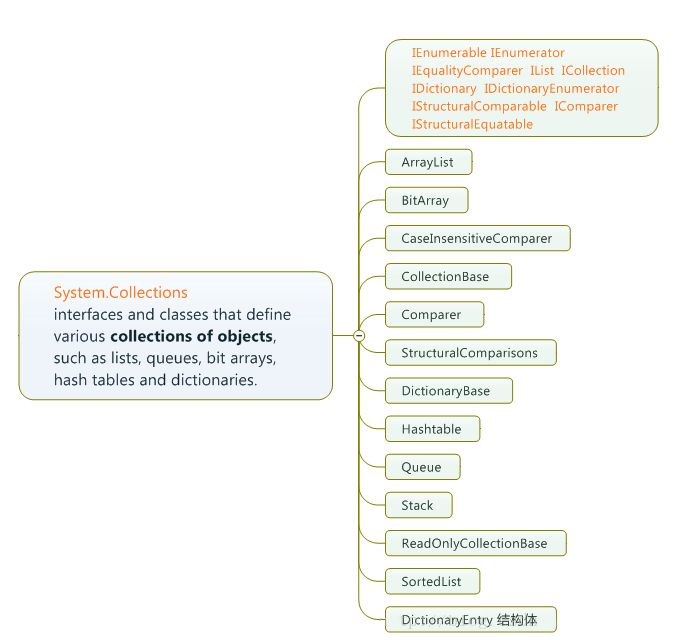 IEnumerable IEnumerator
IEqualityComparer IList ICollection
IDictionary IDictionaryEnumerator
IStructuralComparable IComparer
IStructuralEquatable
ArrayList
BitArray
CaseInsensitiveComparer
CollectionBase
System.Collections
interfaces and classes that define
various collections of objects,
such as lists, queues, bit arrays,
hash tables and dictionaries.
Comparer
StructuralComparisons
DictionaryBase
Hashtable
Queue
Stack
ReadOnlyCollectionBase
SortedList
DictionaryEntry 结构体